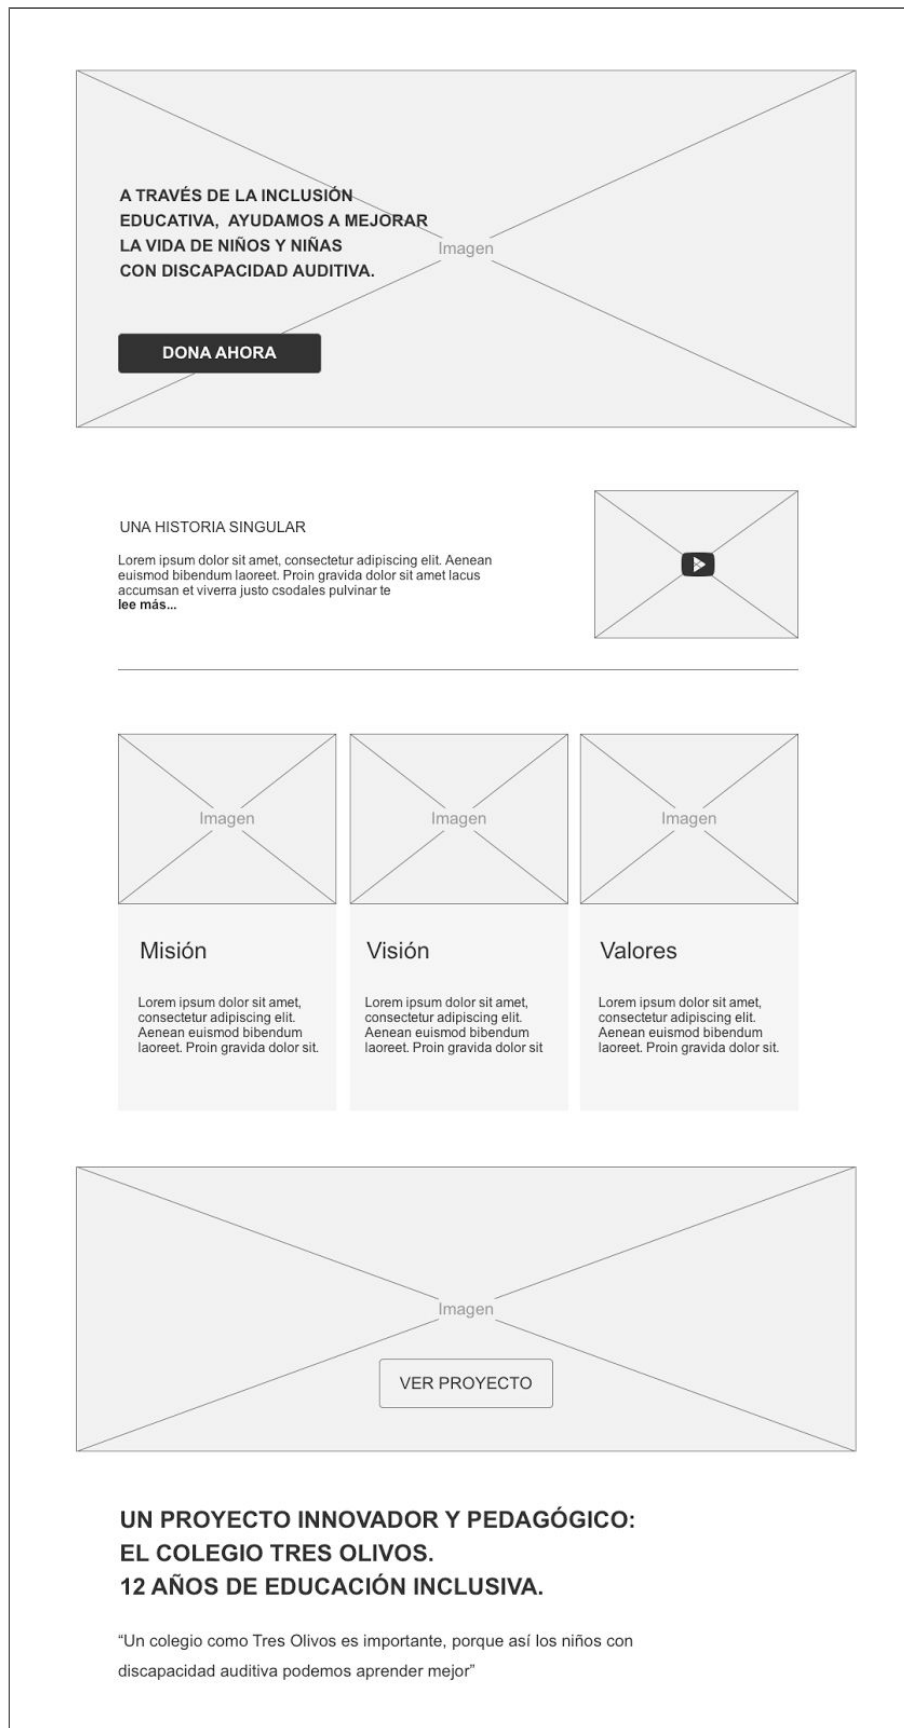 A TRAVÉS DE LA INCLUSIÓN
EDUCATIVA,  AYUDAMOS A MEJORAR
LA VIDA DE NIÑOS Y NIÑAS
CON DISCAPACIDAD AUDITIVA.
Imagen
DONA AHORA
UNA HISTORIA SINGULAR
Lorem ipsum dolor sit amet, consectetur adipiscing elit. Aenean
euismod bibendum laoreet. Proin gravida dolor sit amet lacus
accumsan et viverra justo csodales pulvinar te
lee más...
Imagen
Imagen
Imagen
Misión
Lorem ipsum dolor sit amet,
consectetur adipiscing elit.
Aenean euismod bibendum
laoreet. Proin gravida dolor sit.
Visión
Lorem ipsum dolor sit amet,
consectetur adipiscing elit.
Aenean euismod bibendum
laoreet. Proin gravida dolor sit
Valores
Lorem ipsum dolor sit amet,
consectetur adipiscing elit.
Aenean euismod bibendum
laoreet. Proin gravida dolor sit.
Imagen
VER PROYECTO
UN PROYECTO INNOVADOR Y PEDAGÓGICO:
EL COLEGIO TRES OLIVOS.
12 AÑOS DE EDUCACIÓN INCLUSIVA.
“Un colegio como Tres Olivos es importante, porque así los niños con
discapacidad auditiva podemos aprender mejor”